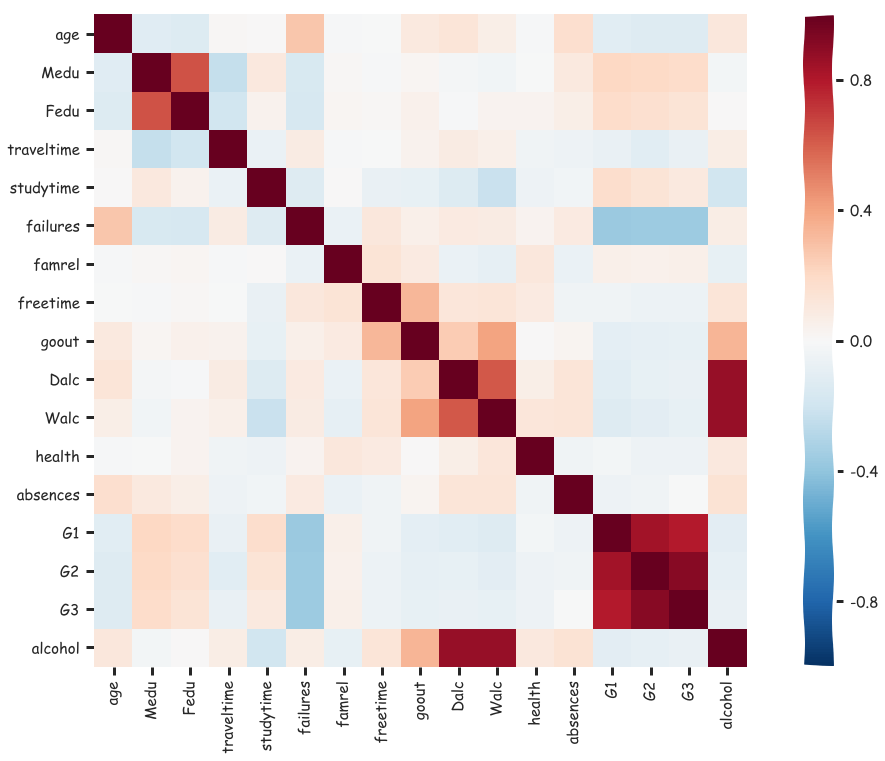 age
Medu
Fedu
traveltime
studytime
failures
famrel
freetime
goout
Dalc
Walc
health
absences
G1
G2
G3
alcohol
age
Medu
Fedu
traveltime
studytime
failures
famrel
freetime
goout
Dalc
Walc
health
absences
G1
G2
G3
alcohol
0.8
0.4
0.0
-0.4
-0.8